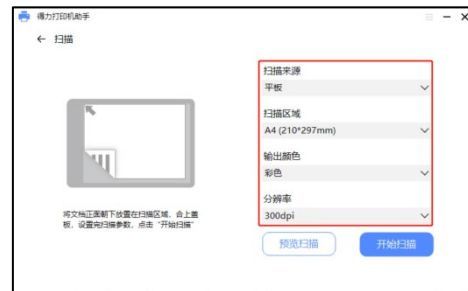 得力打印机助手
← 扫描
扫描来源
平板
扫描区域
A4 (210*297mm)
输出颜色
彩色
分辨率
300dpi
将文档正面朝下放置在扫描区域、合上盖
板，设置完扫描参数，点击“开始扫描”
预览扫描
开始扫描